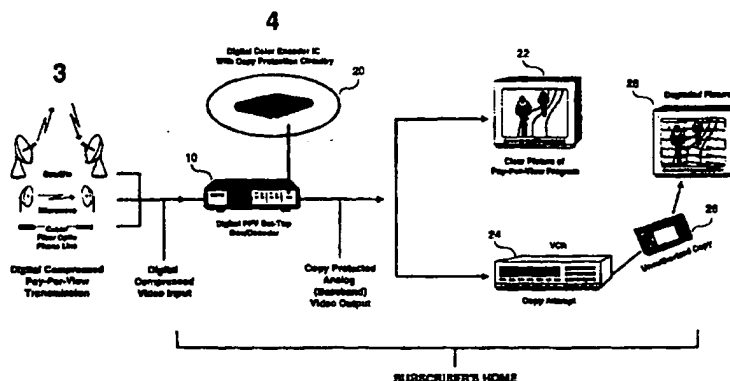 4
Digital Color Encoder IC
With Copy Protection Circuitry
20
3
22
28
Degraded Picture
10
Satellite
Microwave
Cable/
Fiber Optic
Phone Line
Digital PPV Set-Top
Box/Decoder
Clear Picture of
Pay-Per-View Program
24
VCR
26
Unauthorized Copy
Copy Attempt
Digital Compressed
Pay-Per-View
Transmission
Digital
Compressed
Video Input
Copy Protected
Analog
(Baseband)
Video Output
SUBSCRIBER'S HOME